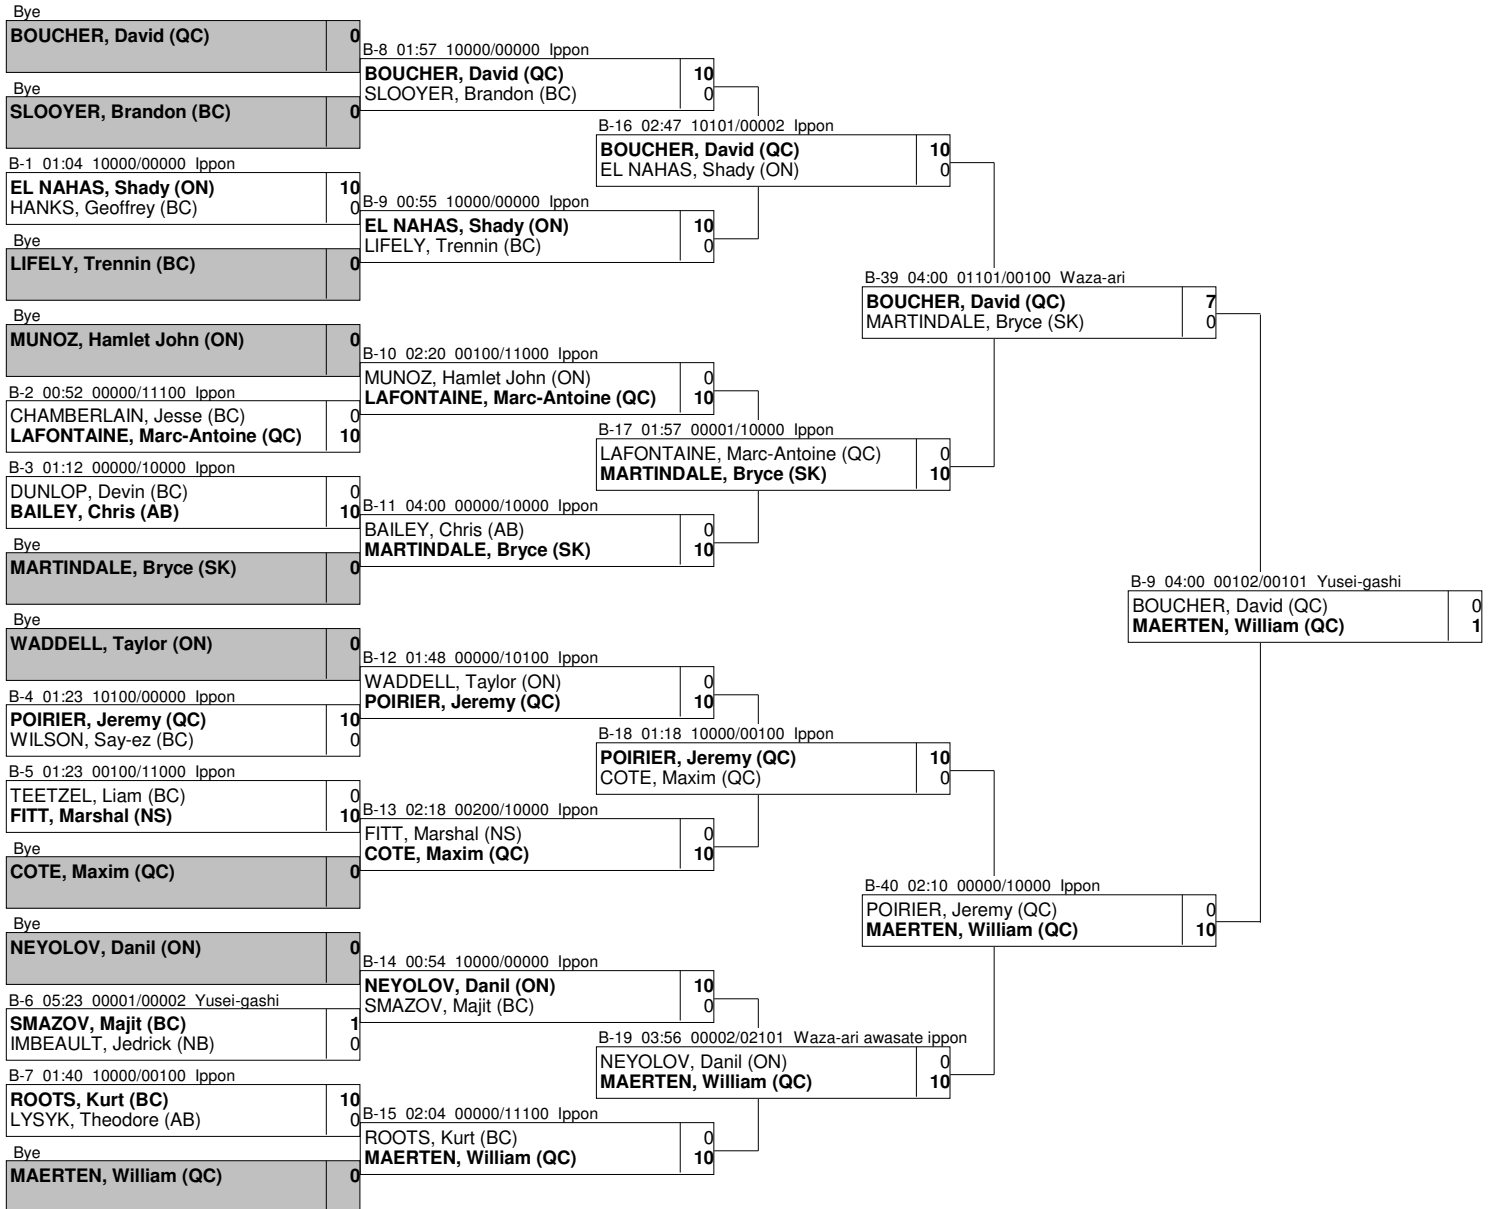 Bye
BOUCHER, David (QC) 0
Bye
SLOOYER, Brandon (BC) 0
B-1 01:04 10000/00000 Ippon
EL NAHAS, Shady (ON) 10
HANKS, Geoffrey (BC) 0
Bye
LIFELY, Trennin (BC) 0
Bye
MUNOZ, Hamlet John (ON) 0
B-2 00:52 00000/11100 Ippon
CHAMBERLAIN, Jesse (BC) 0
LAFONTAINE, Marc-Antoine (QC) 10
B-3 01:12 00000/10000 Ippon
DUNLOP, Devin (BC) 0
BAILEY, Chris (AB) 10
Bye
MARTINDALE, Bryce (SK) 0
Bye
WADDELL, Taylor (ON) 0
B-4 01:23 10100/00000 Ippon
POIRIER, Jeremy (QC) 10
WILSON, Say-ez (BC) 0
B-5 01:23 00100/11000 Ippon
TEETZEL, Liam (BC) 0
FITT, Marshal (NS) 10
Bye
COTE, Maxim (QC) 0
Bye
NEYOLOV, Danil (ON) 0
B-6 05:23 00001/00002 Yusei-gashi
SMAZOV, Majit (BC) 1
IMBEAULT, Jedrick (NB) 0
B-7 01:40 10000/00100 Ippon
ROOTS, Kurt (BC) 10
LYSYK, Theodore (AB) 0
Bye
MAERTEN, William (QC) 0
B-8 01:57 10000/00000 Ippon
BOUCHER, David (QC) 10
SLOOYER, Brandon (BC) 0
B-9 00:55 10000/00000 Ippon
EL NAHAS, Shady (ON) 10
LIFELY, Trennin (BC) 0
B-10 02:20 00100/11000 Ippon
MUNOZ, Hamlet John (ON) 0
LAFONTAINE, Marc-Antoine (QC) 10
B-11 04:00 00000/10000 Ippon
BAILEY, Chris (AB) 0
MARTINDALE, Bryce (SK) 10
B-12 01:48 00000/10100 Ippon
WADDELL, Taylor (ON) 0
POIRIER, Jeremy (QC) 10
B-13 02:18 00200/10000 Ippon
FITT, Marshal (NS) 0
COTE, Maxim (QC) 10
B-14 00:54 10000/00000 Ippon
NEYOLOV, Danil (ON) 10
SMAZOV, Majit (BC) 0
B-15 02:04 00000/11100 Ippon
ROOTS, Kurt (BC) 0
MAERTEN, William (QC) 10
B-16 02:47 10101/00002 Ippon
BOUCHER, David (QC) 10
EL NAHAS, Shady (ON) 0
B-17 01:57 00001/10000 Ippon
LAFONTAINE, Marc-Antoine (QC) 0
MARTINDALE, Bryce (SK) 10
B-18 01:18 10000/00100 Ippon
POIRIER, Jeremy (QC) 10
COTE, Maxim (QC) 0
B-19 03:56 00002/02101 Waza-ari awasate ippon
NEYOLOV, Danil (ON) 0
MAERTEN, William (QC) 10
B-39 04:00 01101/00100 Waza-ari
BOUCHER, David (QC) 7
MARTINDALE, Bryce (SK) 0
B-40 02:10 00000/10000 Ippon
POIRIER, Jeremy (QC) 0
MAERTEN, William (QC) 10
B-9 04:00 00102/00101 Yusei-gashi
BOUCHER, David (QC) 0
MAERTEN, William (QC) 1